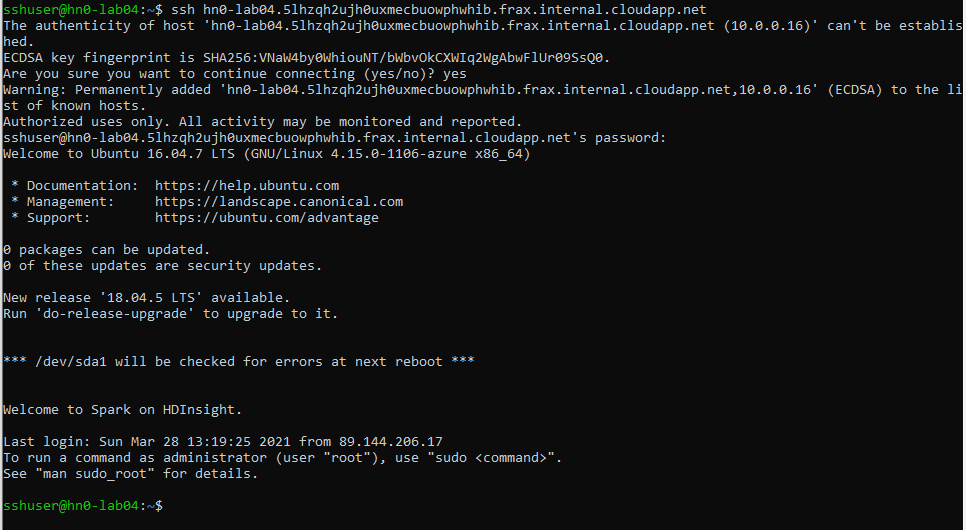 sshuser@hn0-lab04:~$ ssh hn0-lab04.5lhzqh2ujh0uxmecbuowphwhib.frax.internal.cloudapp.net
The authenticity of host 'hn0-lab04.5lhzqh2ujh0uxmecbuowphwhib.frax.internal.cloudapp.net (10.0.0.16)' can't be establis
hed.
ECDSA key fingerprint is SHA256:VNaW4by0WhiouNT/bWbvOkCXWIq2WgAbwFlUr09SsQ0.
Are you sure you want to continue connecting (yes/no)? yes
Warning: Permanently added 'hn0-lab04.5lhzqh2ujh0uxmecbuowphwhib.frax.internal.cloudapp.net,10.0.0.16' (ECDSA) to the li
st of known hosts.
Authorized uses only. All activity may be monitored and reported.
sshuser@hn0-lab04.5lhzqh2ujh0uxmecbuowphwhib.frax.internal.cloudapp.net's password:
Welcome to Ubuntu 16.04.7 LTS (GNU/Linux 4.15.0-1106-azure x86_64)
* Documentation:  https://help.ubuntu.com
* Management:     https://landscape.canonical.com
* Support:        https://ubuntu.com/advantage
0 packages can be updated.
0 of these updates are security updates.
New release '18.04.5 LTS' available.
Run 'do-release-upgrade' to upgrade to it.
*** /dev/sda1 will be checked for errors at next reboot ***
Welcome to Spark on HDInsight.
Last login: Sun Mar 28 13:19:25 2021 from 89.144.206.17
To run a command as administrator (user "root"), use "sudo <command>".
See "man sudo_root" for details.
sshuser@hn0-lab04:~$